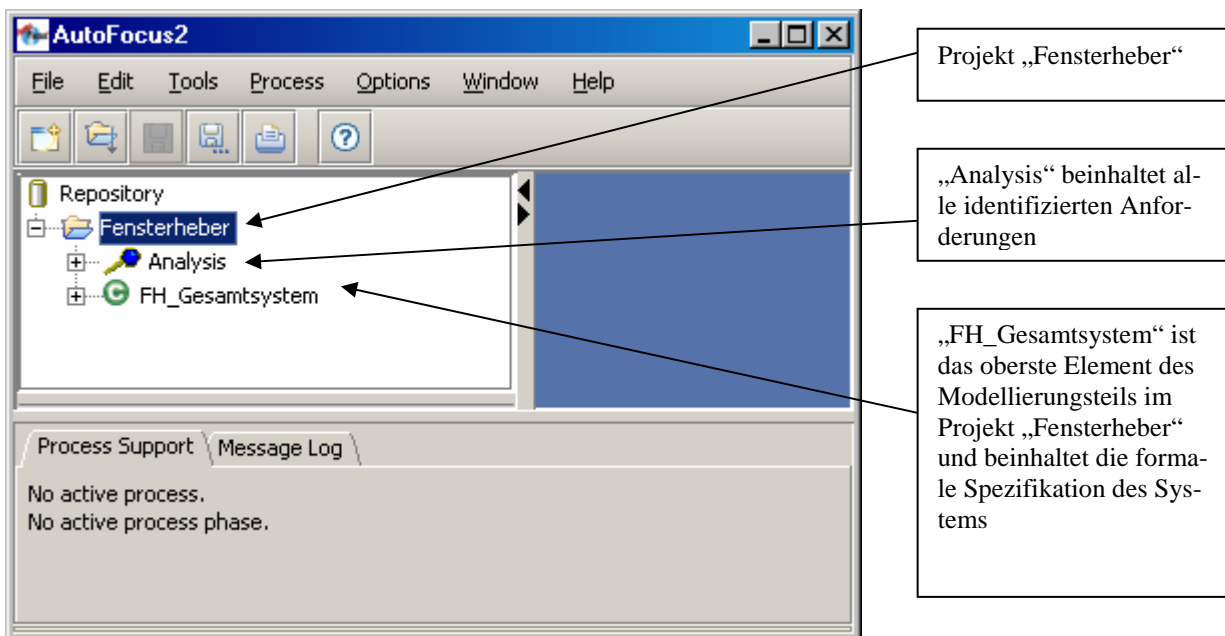 AutoFocus2
File Edit Tools Process Options Window Help
Repository
Fensterheber
Analysis
C FH_Gesamtsystem
Process Support Message Log
No active process.
No active process phase.
Projekt „Fensterheber“
„Analysis“ beinhaltet al-
le identifizierten Anfor-
derungen
„FH_Gesamtsystem“ ist
das oberste Element des
Modellierungsteils im
Projekt „Fensterheber“
und beinhaltet die forma-
le Spezifikation des Sys-
tems